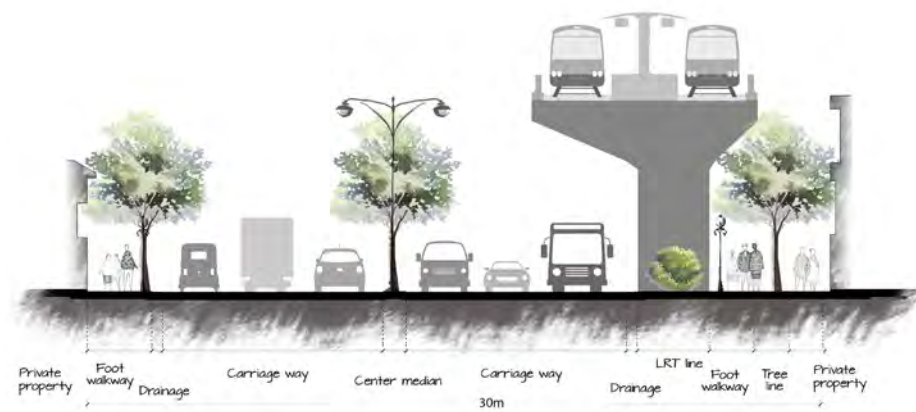 Private
property
Foot
walkway
Drainage
Carriage way
Center median
Carriage way
Drainage
LRT line
Foot
walkway
Tree
line
Private
property
30m